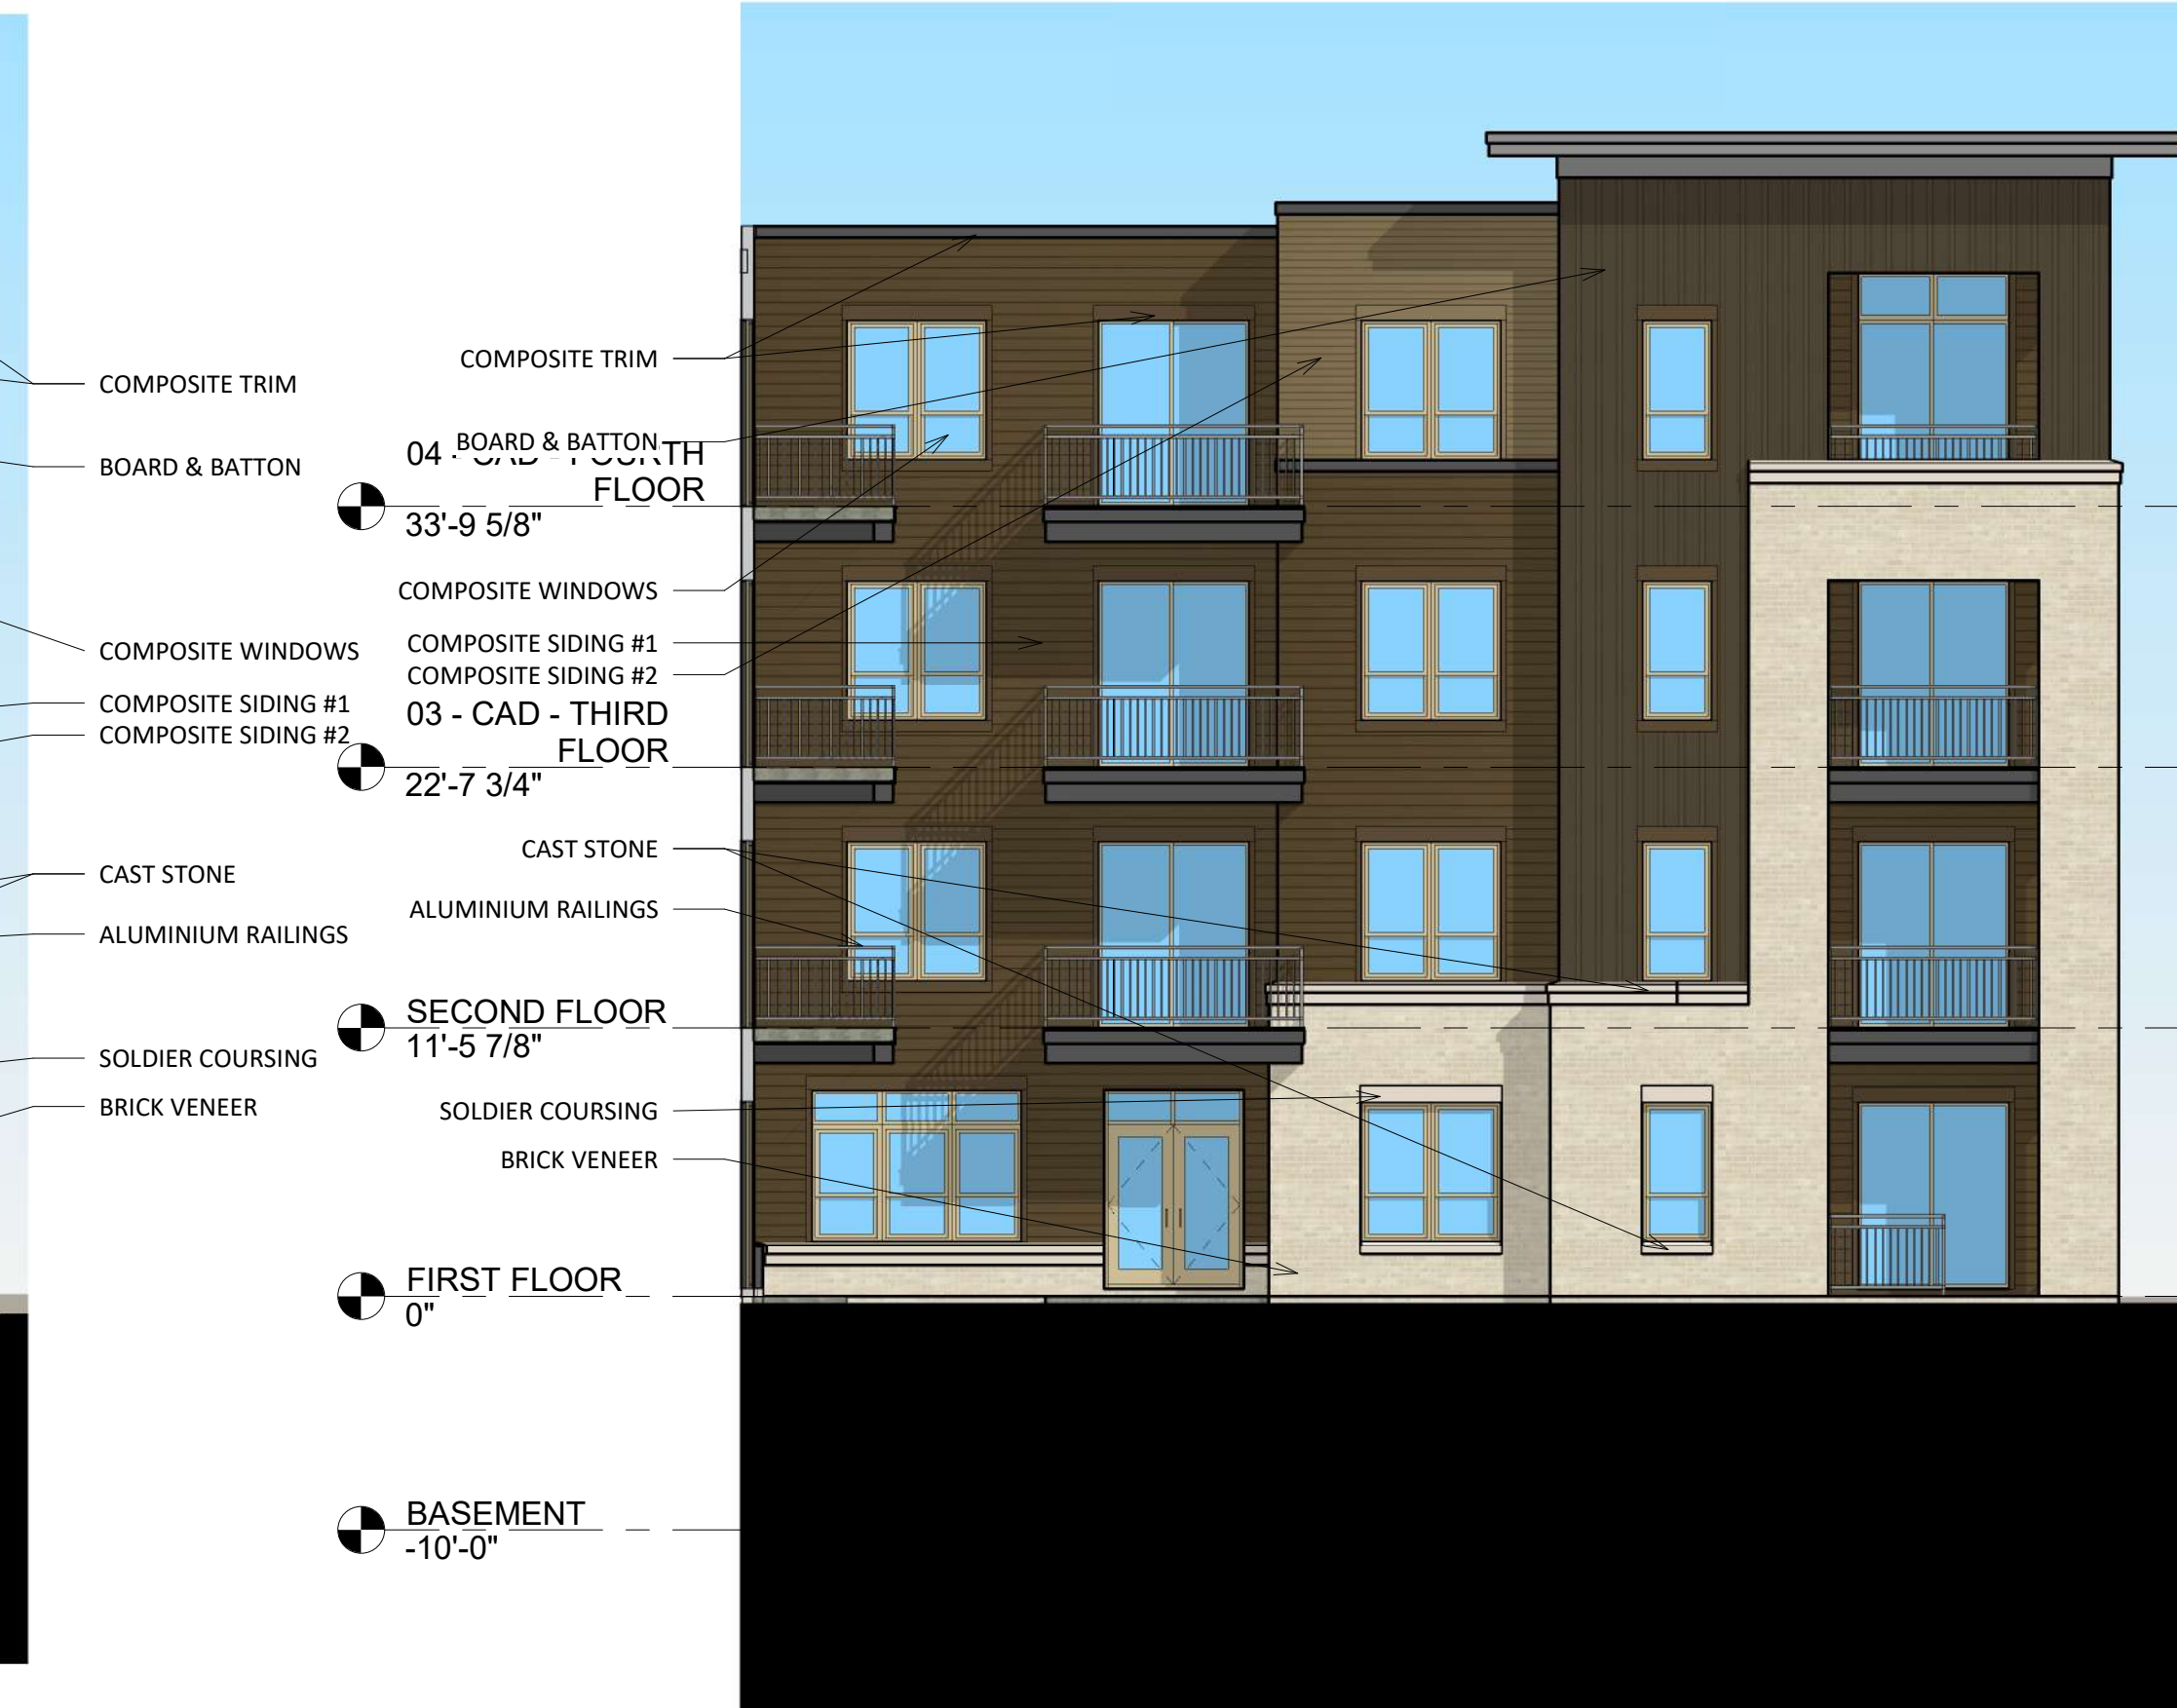 COMPOSITE TRIM
BOARD & BATTON
COMPOSITE WINDOWS
COMPOSITE SIDING #1
COMPOSITE SIDING #2
CAST STONE
ALUMINIUM RAILINGS
SOLDIER COURSING
BRICK VENEER
COMPOSITE TRIM
BOARD & BATTON
04 - CAD - FOURTH
FLOOR
33'-9 5/8"
COMPOSITE WINDOWS
COMPOSITE SIDING #1
COMPOSITE SIDING #2
03 - CAD - THIRD
FLOOR
22'-7 3/4"
CAST STONE
ALUMINIUM RAILINGS
SECOND FLOOR
11'-5 7/8"
SOLDIER COURSING
BRICK VENEER
FIRST FLOOR
0"
BASEMENT
-10'-0"